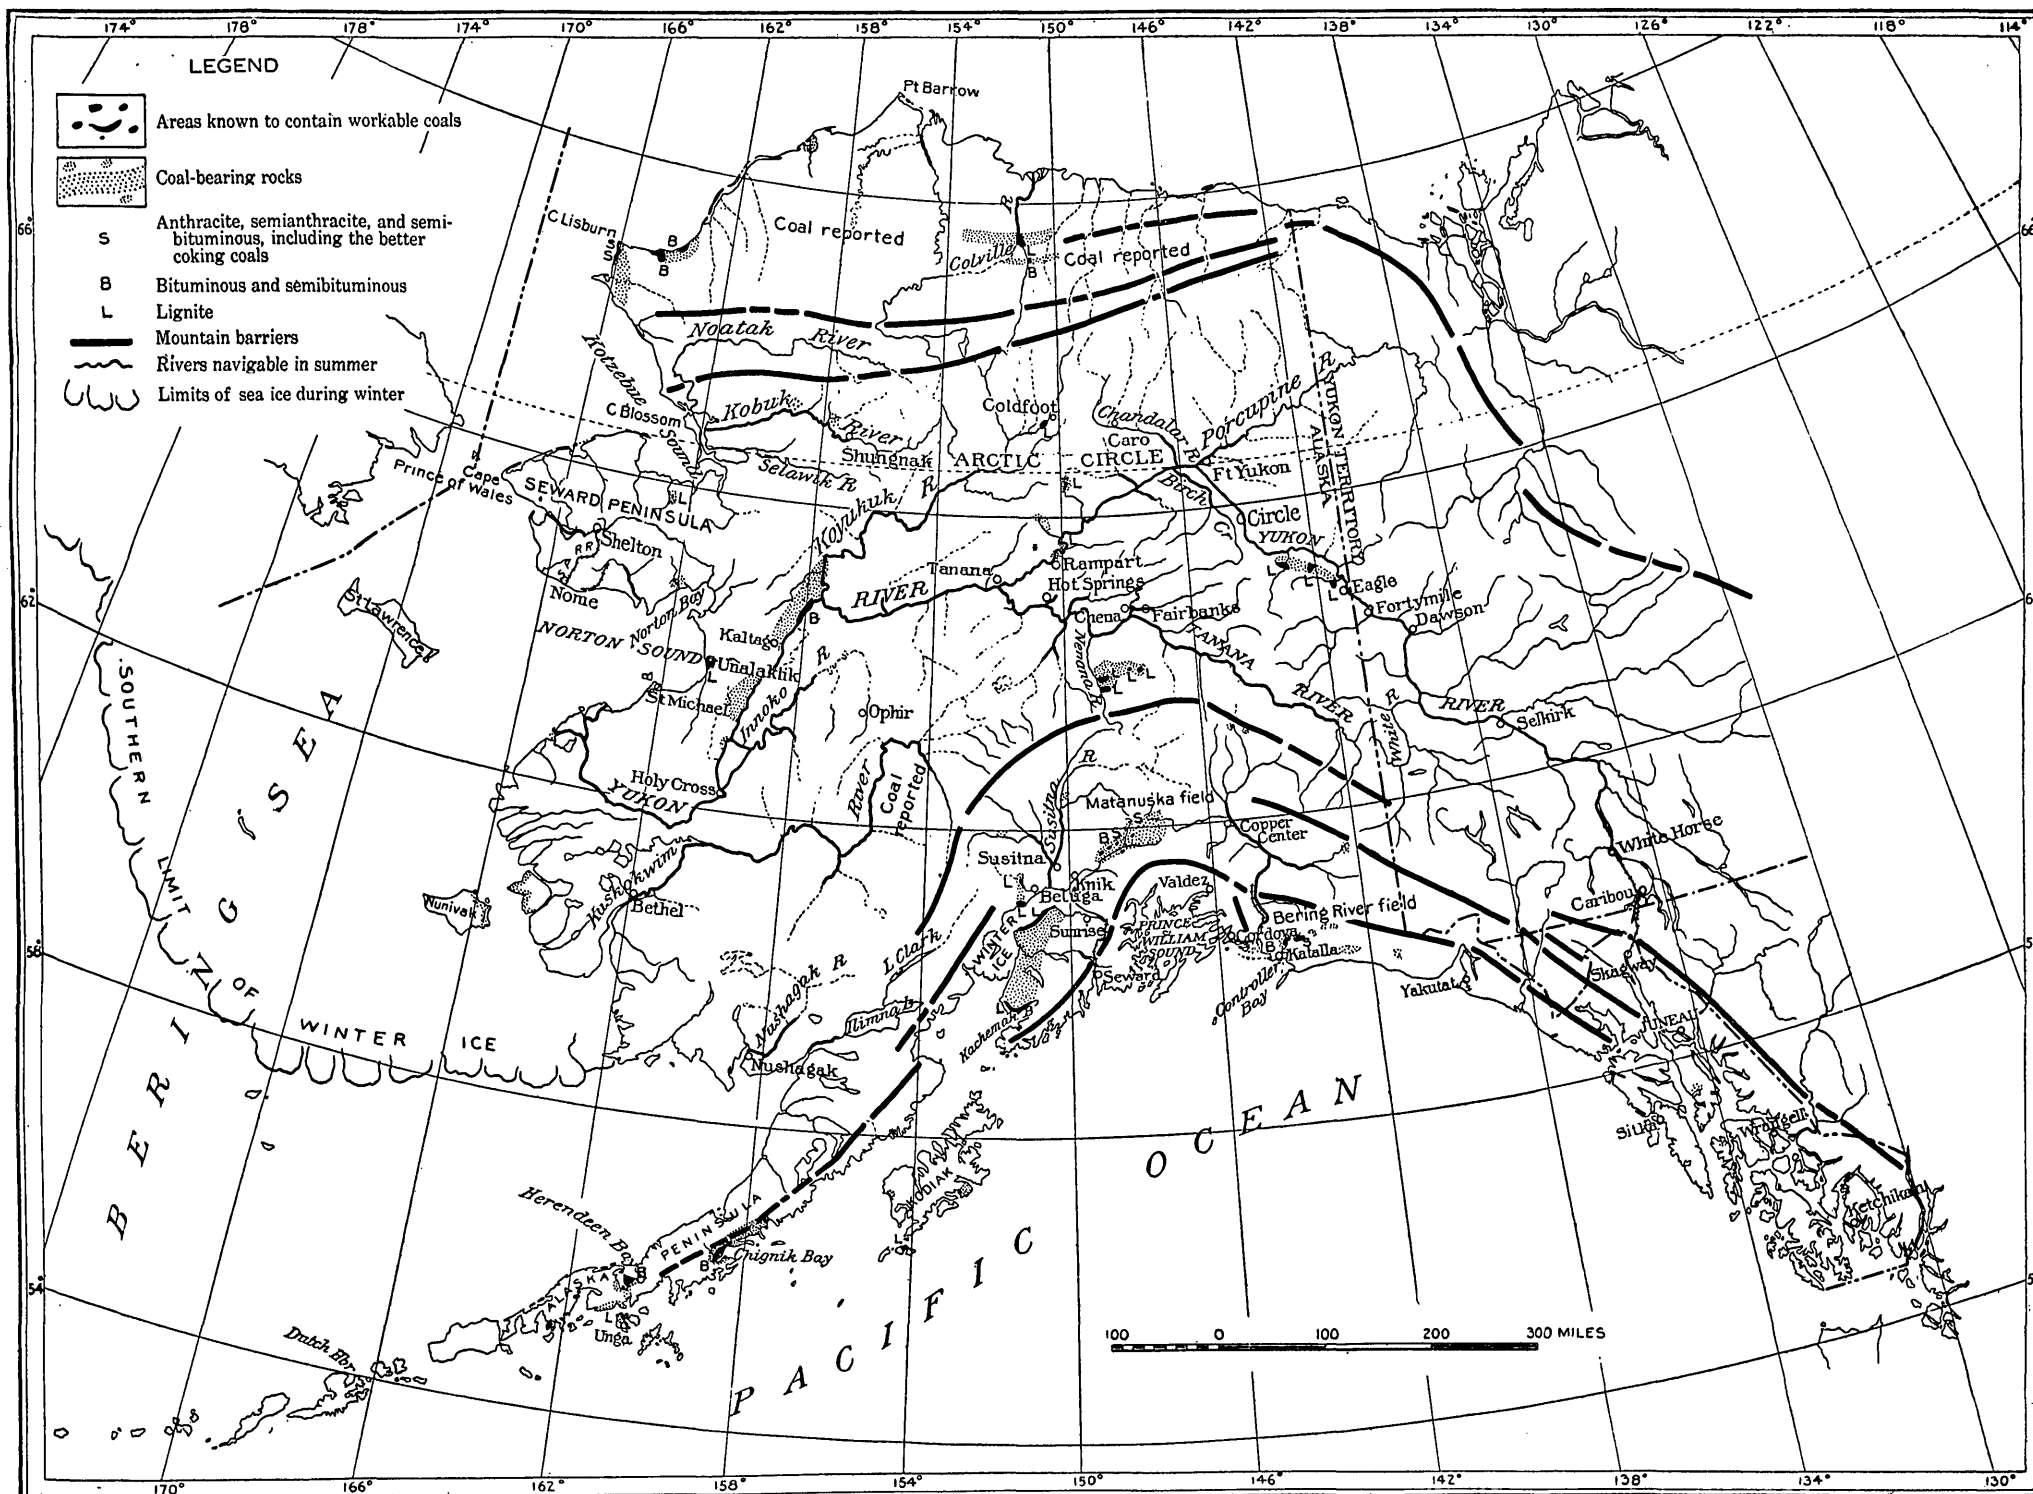 174° 178° 178 174° 170° 166° 162° 158° 154° 150° 146° 142° 138° 134° 130° 126° 122° 118° 114°
LEGEND
Areas known to contain workable coals
Coal-bearing rocks
S Anthracite, semianthracite, and semi-
bituminous, including the better
coking coals
B Bituminous and semibituminous
L Lignite
Mountain barriers
Rivers navigable in summer
Limits of sea ice during winter
66°
62°
58°
54°
Pt Barrow
C Lisburn
S
S
B
B
Coal reported
R
Colville
B
Coal reported
Noatak
River
Kotzebue
Sound
C Blossom
Kobuk
River
Shungnak
Selawik R
Coldfoot
Chandalar R
Caro
Porcupine R
ARCTIC CIRCLE
Ft Yukon
YUKON TERRITORY
ALASKA
Cape
Prince of Wales
SEWARD PENINSULA
L
Shelton
RR
Nome
Koyukuk R
L
Birch
Cr
Circle
YUKON
Rampart
Tanana
Hot Springs
RIVER
L L L
Eagle
Fortymile
Dawson
St Lawrence I
NORTON SOUND
Norton Bay
Kaltag
B
Unalaklik
L
St Michael
Innoko
R
Chena
Fairbanks
TANANA
RIVER
Nenana R
L L L L
Ophir
White R
RIVER
Selkirk
SOUTHERN
LIMIT
OF
WINTER ICE
BERING SEA
Holy Cross
YUKON
River
Coal
reported
Susitna
R
Matanuska field
B S S
Copper
Center
White Horse
Caribou
Nunivak
Kuskokwim
Bethel
Susitna
L
Knik
Beluga
L L
Sunrise
WINTER
ICE
Valdez
PRINCE
WILLIAM
SOUND
Bering River field
Cordova
B S
Katalla
Controller
Bay
Seward
Yakutat
Skagway
JUNEAU
L Clark
Iliamna L
Nushagak R
Nushagak
Kachemak B
L
Sitka
Wrangell
Ketchikan
KODIAK
L
Herendeen Bay
ALASKA
PENINSULA
Chignik Bay
B
B
L
Unga
Dutch Hbr
PACIFIC
OCEAN
100 0 100 200 300 MILES
170° 166° 162° 158° 154° 150° 146° 142° 138° 134° 130°